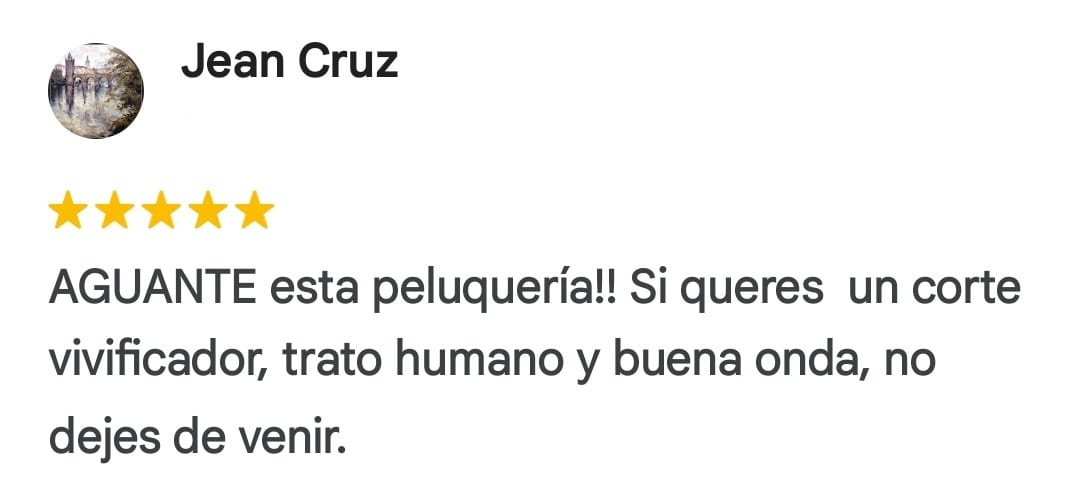 Jean Cruz
AGUANTE esta peluquería!! Si queres  un corte
vivificador, trato humano y buena onda, no
dejes de venir.